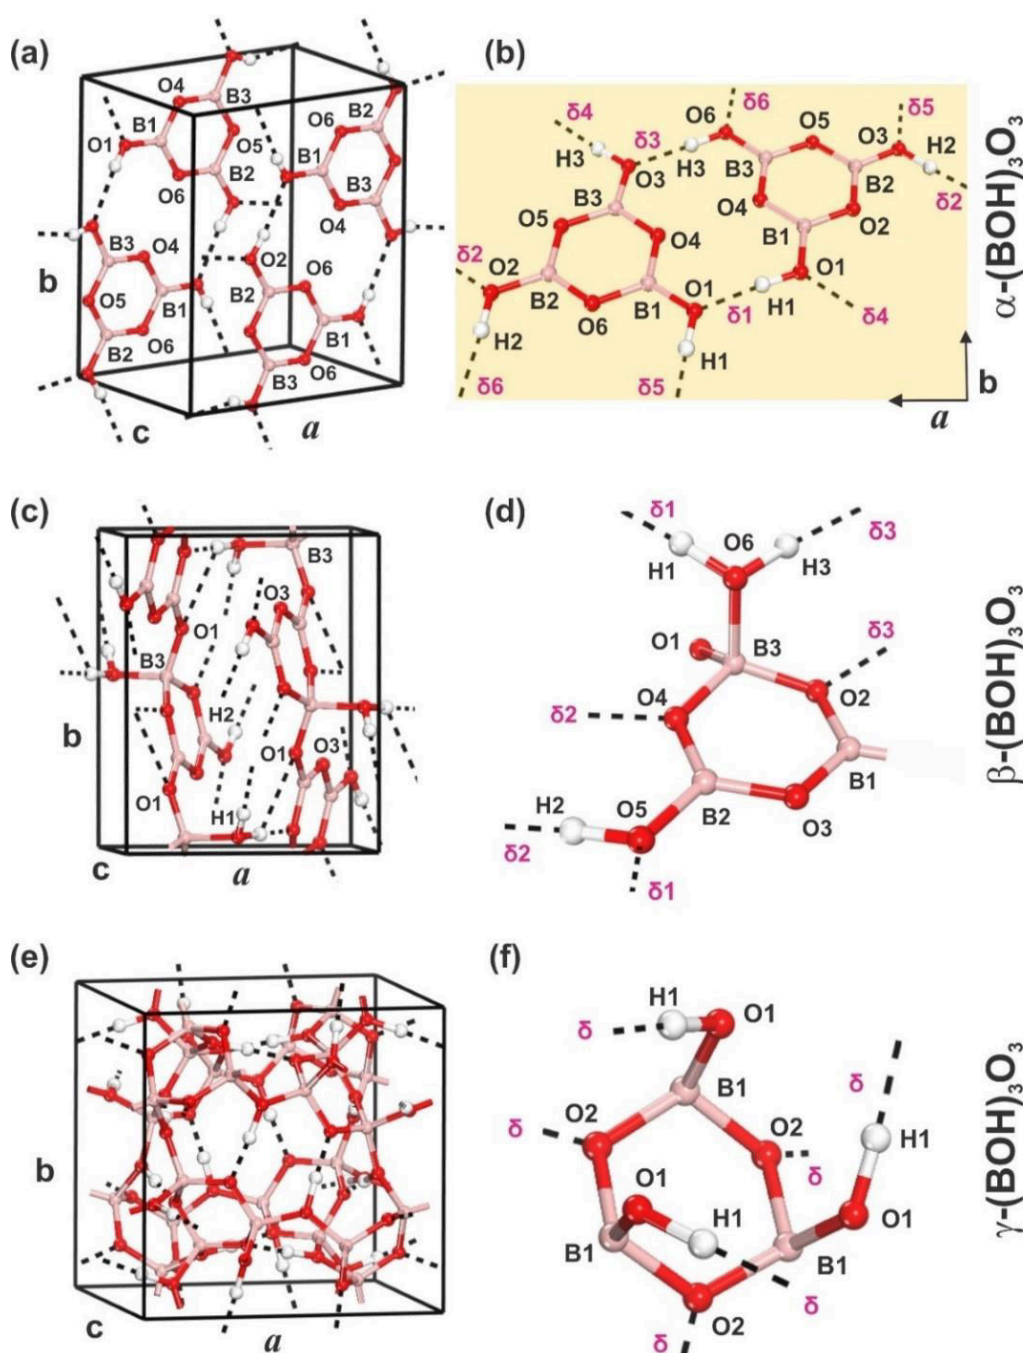 (a)
O4
B3
B1
O1
O5
B2
O6
B2
O6
B1
B3
O4
B3
O4
O2
B1
O5
B2
O6
B2
O6
B1
B3
O6
b
c
a
(b)
δ4
O6
δ6
O5
O3
δ5
H2
H3
δ3
O3
H3
B3
B2
δ2
B3
O4
O2
O5
O4
B1
δ2
O2
O1
O1
B2
O6
B1
δ1
H1
δ4
H2
H1
δ6
δ5
b
a
α-(BOH)₃O₃
(c)
B3
O3
O1
B3
H2
b
O1
O3
O1
H1
c
a
(d)
δ1
O6
δ3
H1
H3
O1
B3
δ3
O4
O2
δ2
B1
H2
O5
B2
O3
δ2
δ1
β-(BOH)₃O₃
(e)
b
c
a
(f)
H1
O1
δ
B1
δ
O2
O2
H1
δ
O1
δ
H1
O1
B1
B1
δ
O2
δ
γ-(BOH)₃O₃